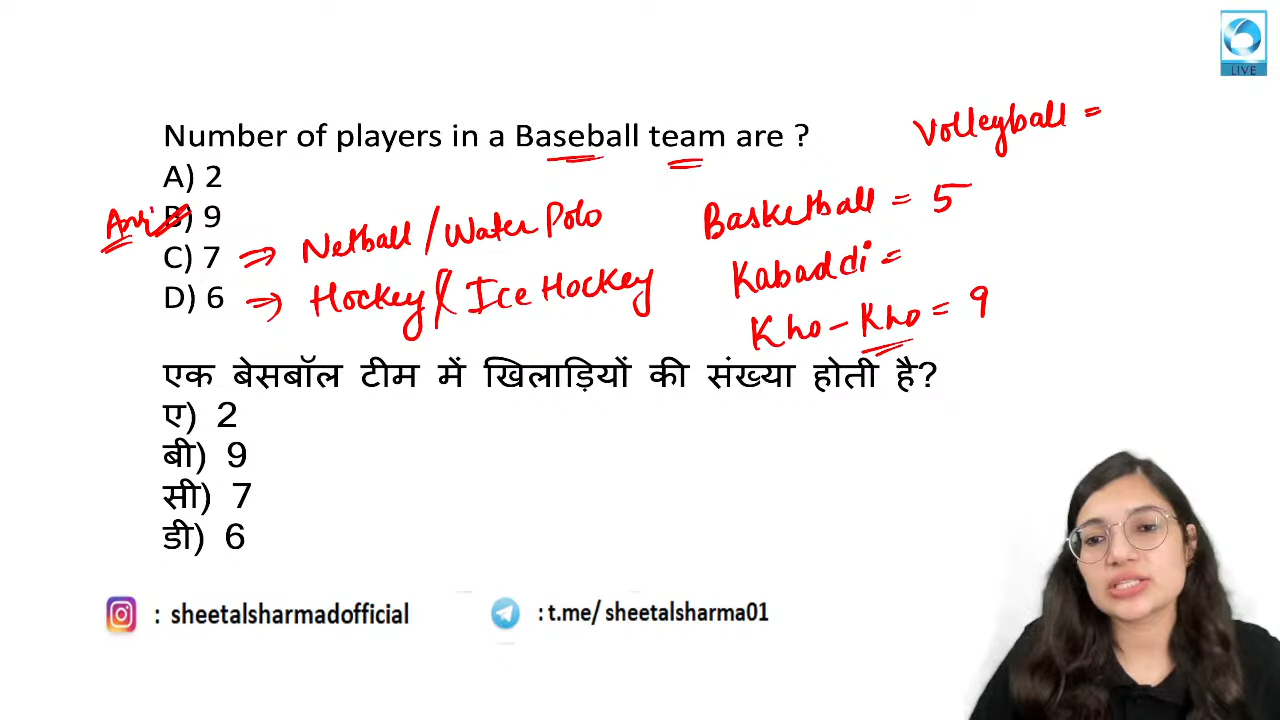 LIVE
Number of players in a Baseball team are ?
Volleyball =
A) 2
Ans B) 9
Basketball = 5
C) 7 => Netball / Water Polo
Kabaddi =
D) 6 => Hockey / Ice Hockey
Kho - Kho = 9
एक बेसबॉल टीम में खिलाड़ियों की संख्या होती है?
ए) 2
बी) 9
सी) 7
डी) 6
: sheetalsharmadofficial
: t.me/ sheetalsharma01